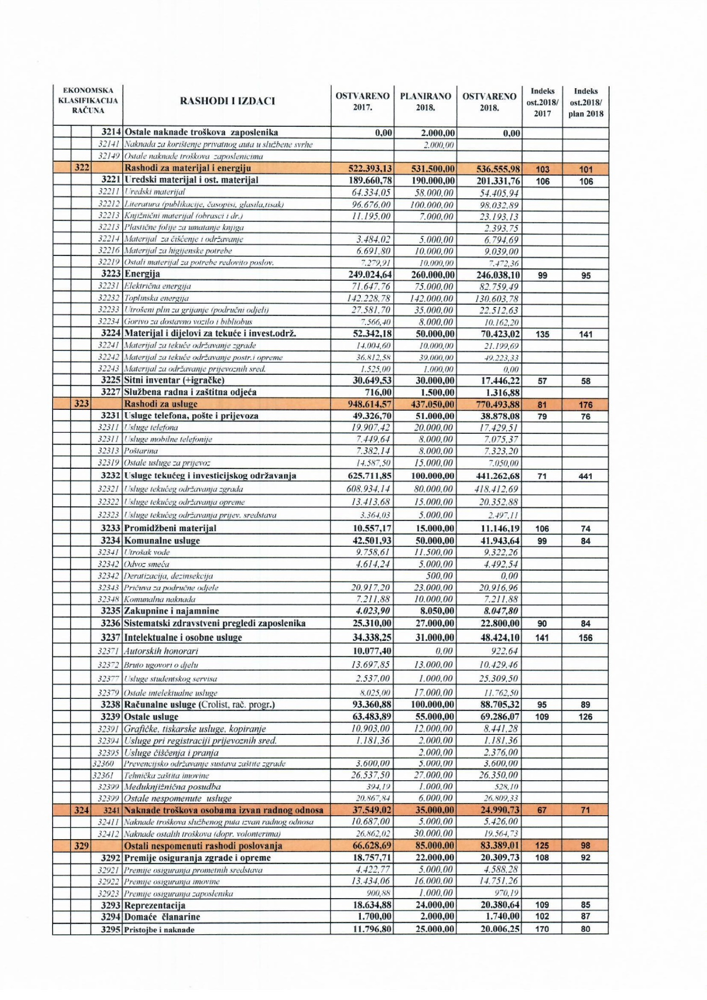 EKONOMSKA KLASIFIKACIJA RAČUNA RASHODI I IZDACI OSTVARENO 2017. PLANIRANO 2018. OSTVARENO 2018. Indeks ost.2018/ 2017 Indeks ost.2018/ plan 2018
3214 Ostale naknade troškova zaposlenika 0,00 2.000,00 0,00
32141 Naknada za korištenje privatnog auta u službene svrhe 2.000,00
32149 Ostale naknade troškova zaposlenicima
322 Rashodi za materijal i energiju 522.393,13 531.500,00 536.555,98 103 101
3221 Uredski materijal i ost. materijal 189.660,78 190.000,00 201.331,76 106 106
32211 Uredski materijal 64.334,05 58.000,00 54.405,94
32212 Literatura (publikacije, časopisi, glasila,tisak) 96.676,00 100.000,00 98.032,89
32213 Knjižnični materijal (obrasci i dr.) 11.195,00 7.000,00 23.193,13
32213 Plastične folije za umatanje knjiga 2.393,75
32214 Materijal za čišćenje i održavanje 3.484,02 5.000,00 6.794,69
32216 Materijal za higijenske potrebe 6.691,80 10.000,00 9.039,00
32219 Ostali materijal za potrebe redovito poslov. 7.279,91 10.000,00 7.472,36
3223 Energija 249.024,64 260.000,00 246.038,10 99 95
32231 Električna energija 71.647,76 75.000,00 82.759,49
32232 Toplinska energija 142.228,78 142.000,00 130.603,78
32233 Utrošeni plin za grijanje (područni odjeli) 27.581,70 35.000,00 22.512,63
32234 Gorivo za dostavno vozilo i bibliobus 7.566,40 8.000,00 10.162,20
3224 Materijal i dijelovi za tekuće i invest.održ. 52.342,18 50.000,00 70.423,02 135 141
32241 Materijal za tekuće održavanje zgrade 14.004,60 10.000,00 21.199,69
32242 Materijal za tekuće održavanje postr.i opreme 36.812,58 39.000,00 49.223,33
32243 Materijal za održavanje prijevoznih sred. 1.525,00 1.000,00 0,00
3225 Sitni inventar (+igračke) 30.649,53 30.000,00 17.446,22 57 58
3227 Službena radna i zaštitna odjeća 716,00 1.500,00 1.316,88
323 Rashodi za usluge 948.614,57 437.050,00 770.493,88 81 176
3231 Usluge telefona, pošte i prijevoza 49.326,70 51.000,00 38.878,08 79 76
32311 Usluge telefona 19.907,42 20.000,00 17.429,51
32311 Usluge mobilne telefonije 7.449,64 8.000,00 7.075,37
32313 Poštarina 7.382,14 8.000,00 7.323,20
32319 Ostale usluge za prijevoz 14.587,50 15.000,00 7.050,00
3232 Usluge tekućeg i investicijskog održavanja 625.711,85 100.000,00 441.262,68 71 441
32321 Usluge tekućeg održavanja zgrada 608.934,14 80.000,00 418.412,69
32322 Usluge tekućeg održavanja opreme 13.413,68 15.000,00 20.352,88
32323 Usluge tekućeg održavanja prijev. sredstava 3.364,03 5.000,00 2.497,11
3233 Promidžbeni materijal 10.557,17 15.000,00 11.146,19 106 74
3234 Komunalne usluge 42.501,93 50.000,00 41.943,64 99 84
32341 Utrošak vode 9.758,61 11.500,00 9.322,26
32342 Odvoz smeća 4.614,24 5.000,00 4.492,54
32342 Deratizacija, dezinsekcija 500,00 0,00
32343 Pričuva za područne odjele 20.917,20 23.000,00 20.916,96
32348 Komunalna naknada 7.211,88 10.000,00 7.211,88
3235 Zakupnine i najamnine 4.023,90 8.050,00 8.047,80
3236 Sistematski zdravstveni pregledi zaposlenika 25.310,00 27.000,00 22.800,00 90 84
3237 Intelektualne i osobne usluge 34.338,25 31.000,00 48.424,10 141 156
32371 Autorskih honorari 10.077,40 0,00 922,64
32372 Bruto ugovori o djelu 13.697,85 13.000,00 10.429,46
32377 Usluge studentskog servisa 2.537,00 1.000,00 25.309,50
32379 Ostale intelektualne usluge 8.025,00 17.000,00 11.762,50
3238 Računalne usluge (Crolist, rač. progr.) 93.360,88 100.000,00 88.705,32 95 89
3239 Ostale usluge 63.483,89 55.000,00 69.286,07 109 126
32391 Grafičke, tiskarske usluge, kopiranje 10.903,00 12.000,00 8.441,28
32394 Usluge pri registraciji prijevoznih sred. 1.181,36 2.000,00 1.181,36
32395 Usluge čišćenja i pranja 2.000,00 2.376,00
32360 Prevencijsko održavanje sustava zaštite zgrade 3.600,00 5.000,00 3.600,00
32361 Tehnička zaštita imovine 26.537,50 27.000,00 26.350,00
32399 Međuknjižnična posudba 394,19 1.000,00 528,10
32399 Ostale nespomenute usluge 20.867,84 6.000,00 26.809,33
324 3241 Naknade troškova osobama izvan radnog odnosa 37.549,02 35.000,00 24.990,73 67 71
32411 Naknade troškova službenog puta izvan radnog odnosa 10.687,00 5.000,00 5.426,00
32412 Naknade ostalih troškova (dopr. volonterima) 26.862,02 30.000,00 19.564,73
329 Ostali nespomenuti rashodi poslovanja 66.628,69 85.000,00 83.389,01 125 98
3292 Premije osiguranja zgrade i opreme 18.757,71 22.000,00 20.309,73 108 92
32921 Premije osiguranja prometnih sredstava 4.422,77 5.000,00 4.588,28
32922 Premije osiguranja imovine 13.434,06 16.000,00 14.751,26
32923 Premije osiguranja zaposlenika 900,88 1.000,00 970,19
3293 Reprezentacija 18.634,88 24.000,00 20.380,64 109 85
3294 Domaće članarine 1.700,00 2.000,00 1.740,00 102 87
3295 Pristojbe i naknade 11.796,80 25.000,00 20.006,25 170 80